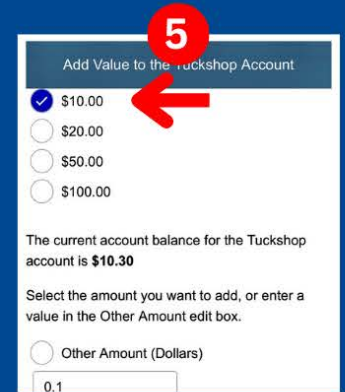 5
Add Value to the Tuckshop Account
$10.00
$20.00
$50.00
$100.00
The current account balance for the Tuckshop
account is $10.30
Select the amount you want to add, or enter a
value in the Other Amount edit box.
Other Amount (Dollars)
0.1